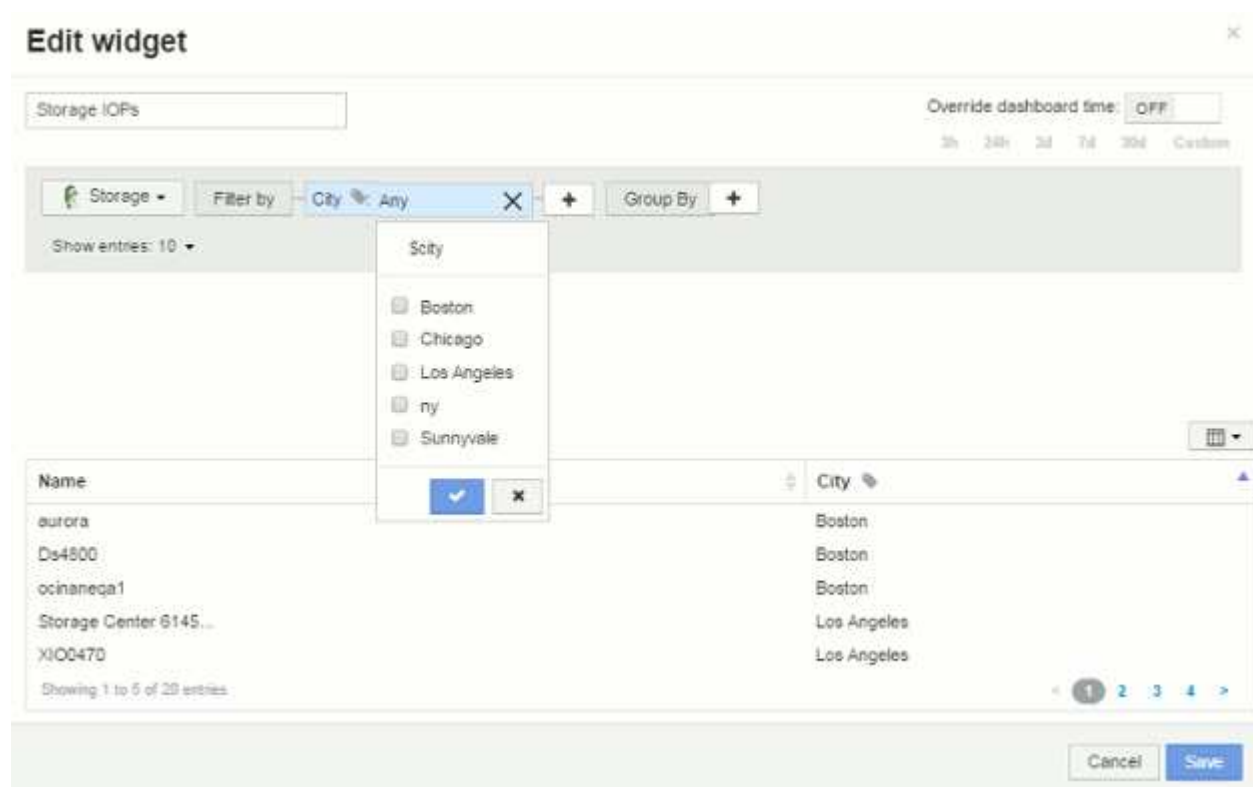 Edit widget
Storage IOPs
Override dashboard time: OFF
3h 24h 3d 7d 30d Custom
Storage Filter by City Any Group By
Show entries: 10
$city
Boston
Chicago
Los Angeles
ny
Sunnyvale
Name City
aurora Boston
Ds4800 Boston
ocinaneqa1 Boston
Storage Center 6145... Los Angeles
XIO0470 Los Angeles
Showing 1 to 5 of 20 entries < 1 2 3 4 >
Cancel Save